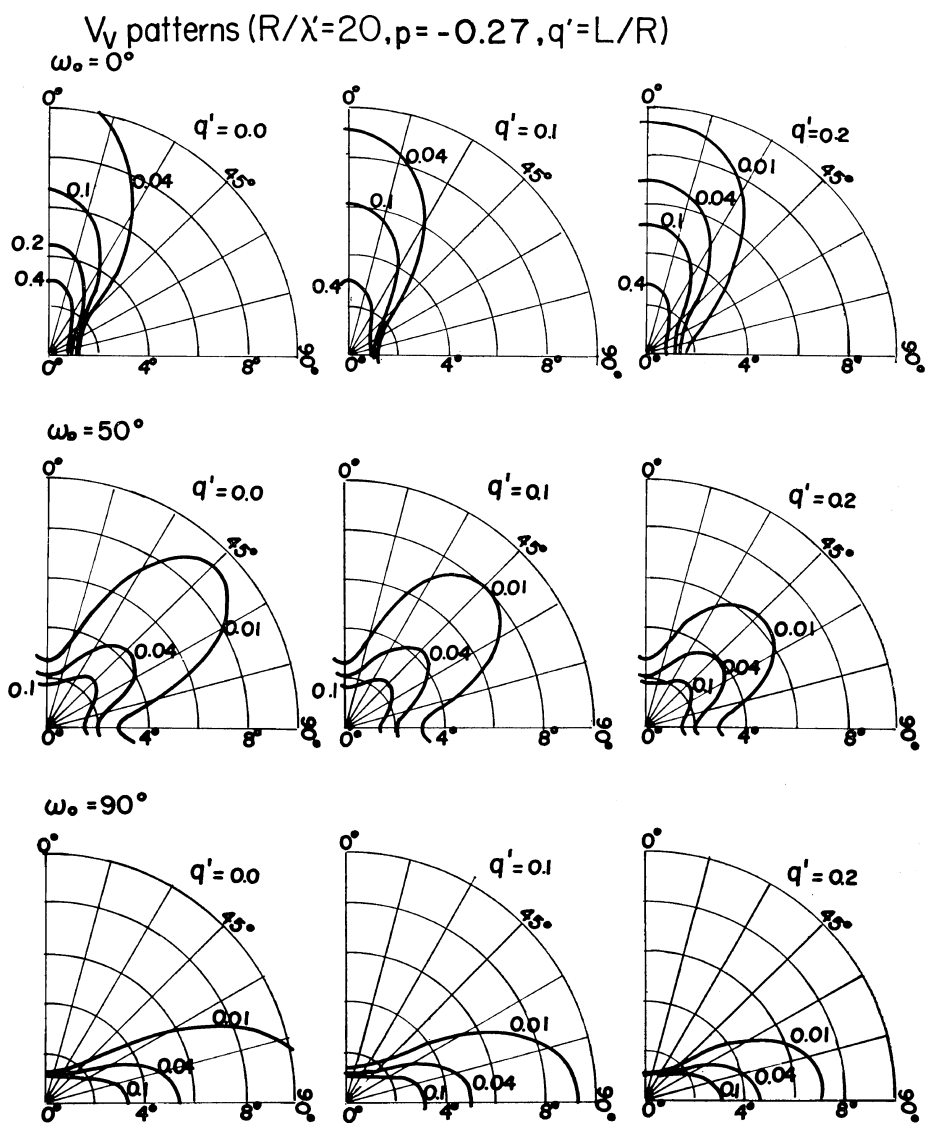 Vᵥ patterns (R/λ'=20, p=-0.27, q'=L/R)
ω₀=0°
0° q'=0.0 45° 0.04 0.1 0.2 0.4 0° 4° 8° 90°
0° q'=0.1 45° 0.04 0.1 0.4 0° 4° 8° 90°
0° q'=0.2 45° 0.01 0.04 0.1 0.4 0° 4° 8° 90°
ω₀=50°
0° q'=0.0 45° 0.01 0.04 0.1 0° 4° 8° 90°
0° q'=0.1 45° 0.01 0.04 0.1 0° 4° 8° 90°
0° q'=0.2 45° 0.01 0.04 0.1 0° 4° 8° 90°
ω₀=90°
0° q'=0.0 45° 0.01 0.04 0.1 0° 4° 8° 90°
0° q'=0.1 45° 0.01 0.04 0.1 0° 4° 8° 90°
0° q'=0.2 45° 0.01 0.04 0.1 0° 4° 8° 90°